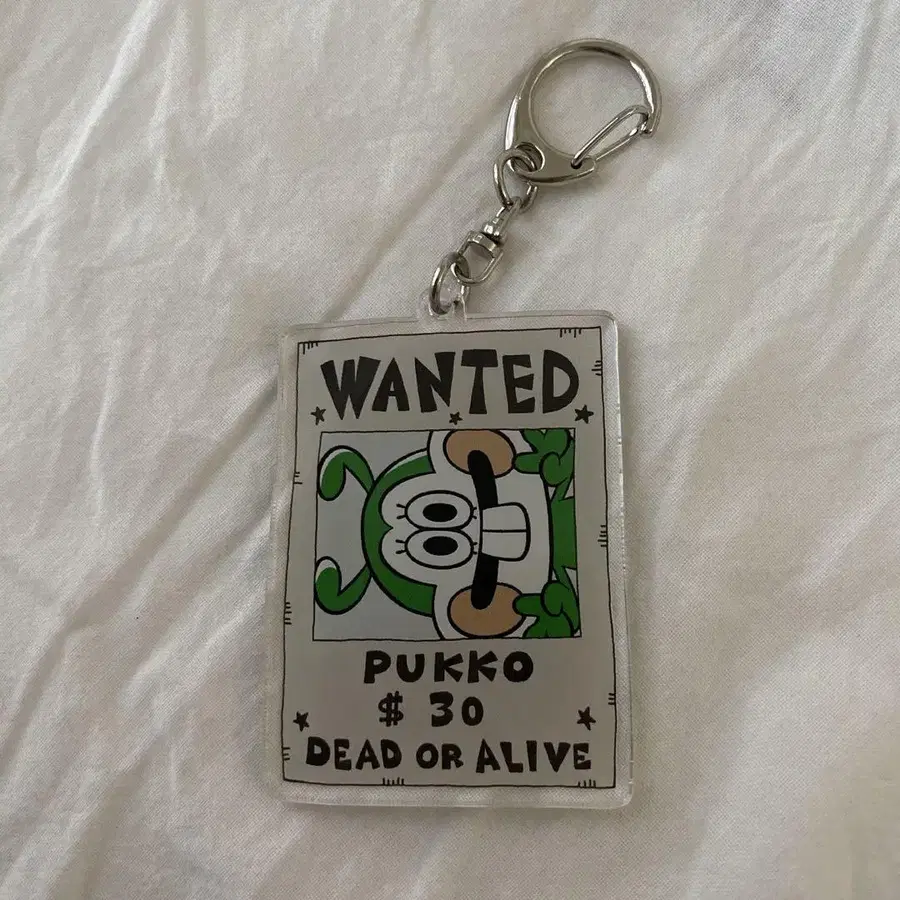 WANTED
PUKKO
$ 30
DEAD OR ALIVE